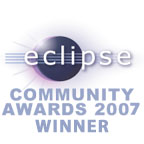 eclipse
COMMUNITY
AWARDS 2007
WINNER